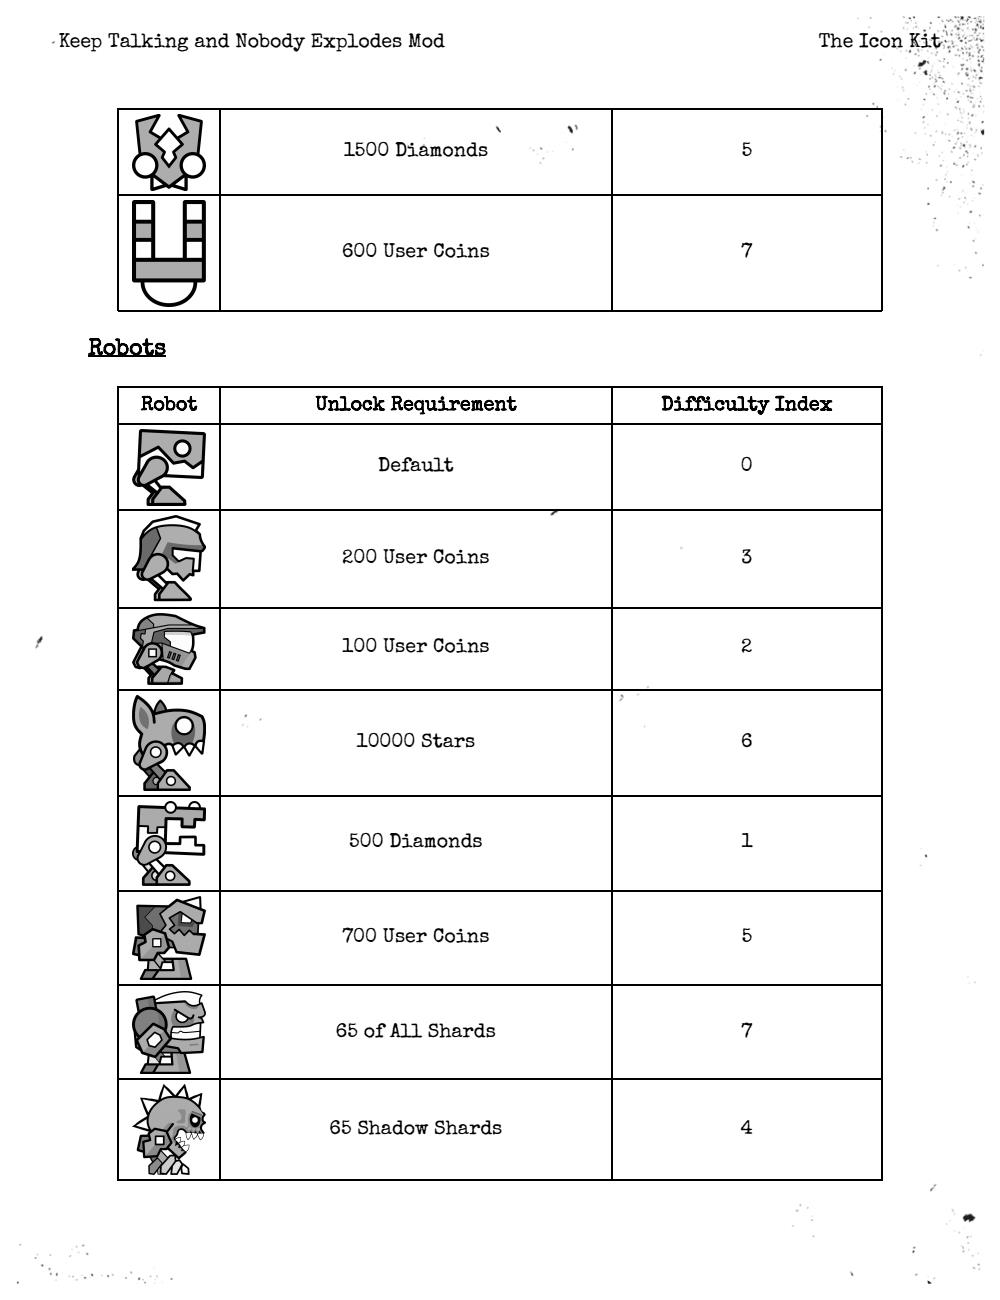 Keep Talking and Nobody Explodes Mod The Icon Kit
1500 Diamonds 5
600 User Coins 7
Robots
Robot Unlock Requirement Difficulty Index
Default 0
200 User Coins 3
100 User Coins 2
10000 Stars 6
500 Diamonds 1
700 User Coins 5
65 of All Shards 7
65 Shadow Shards 4